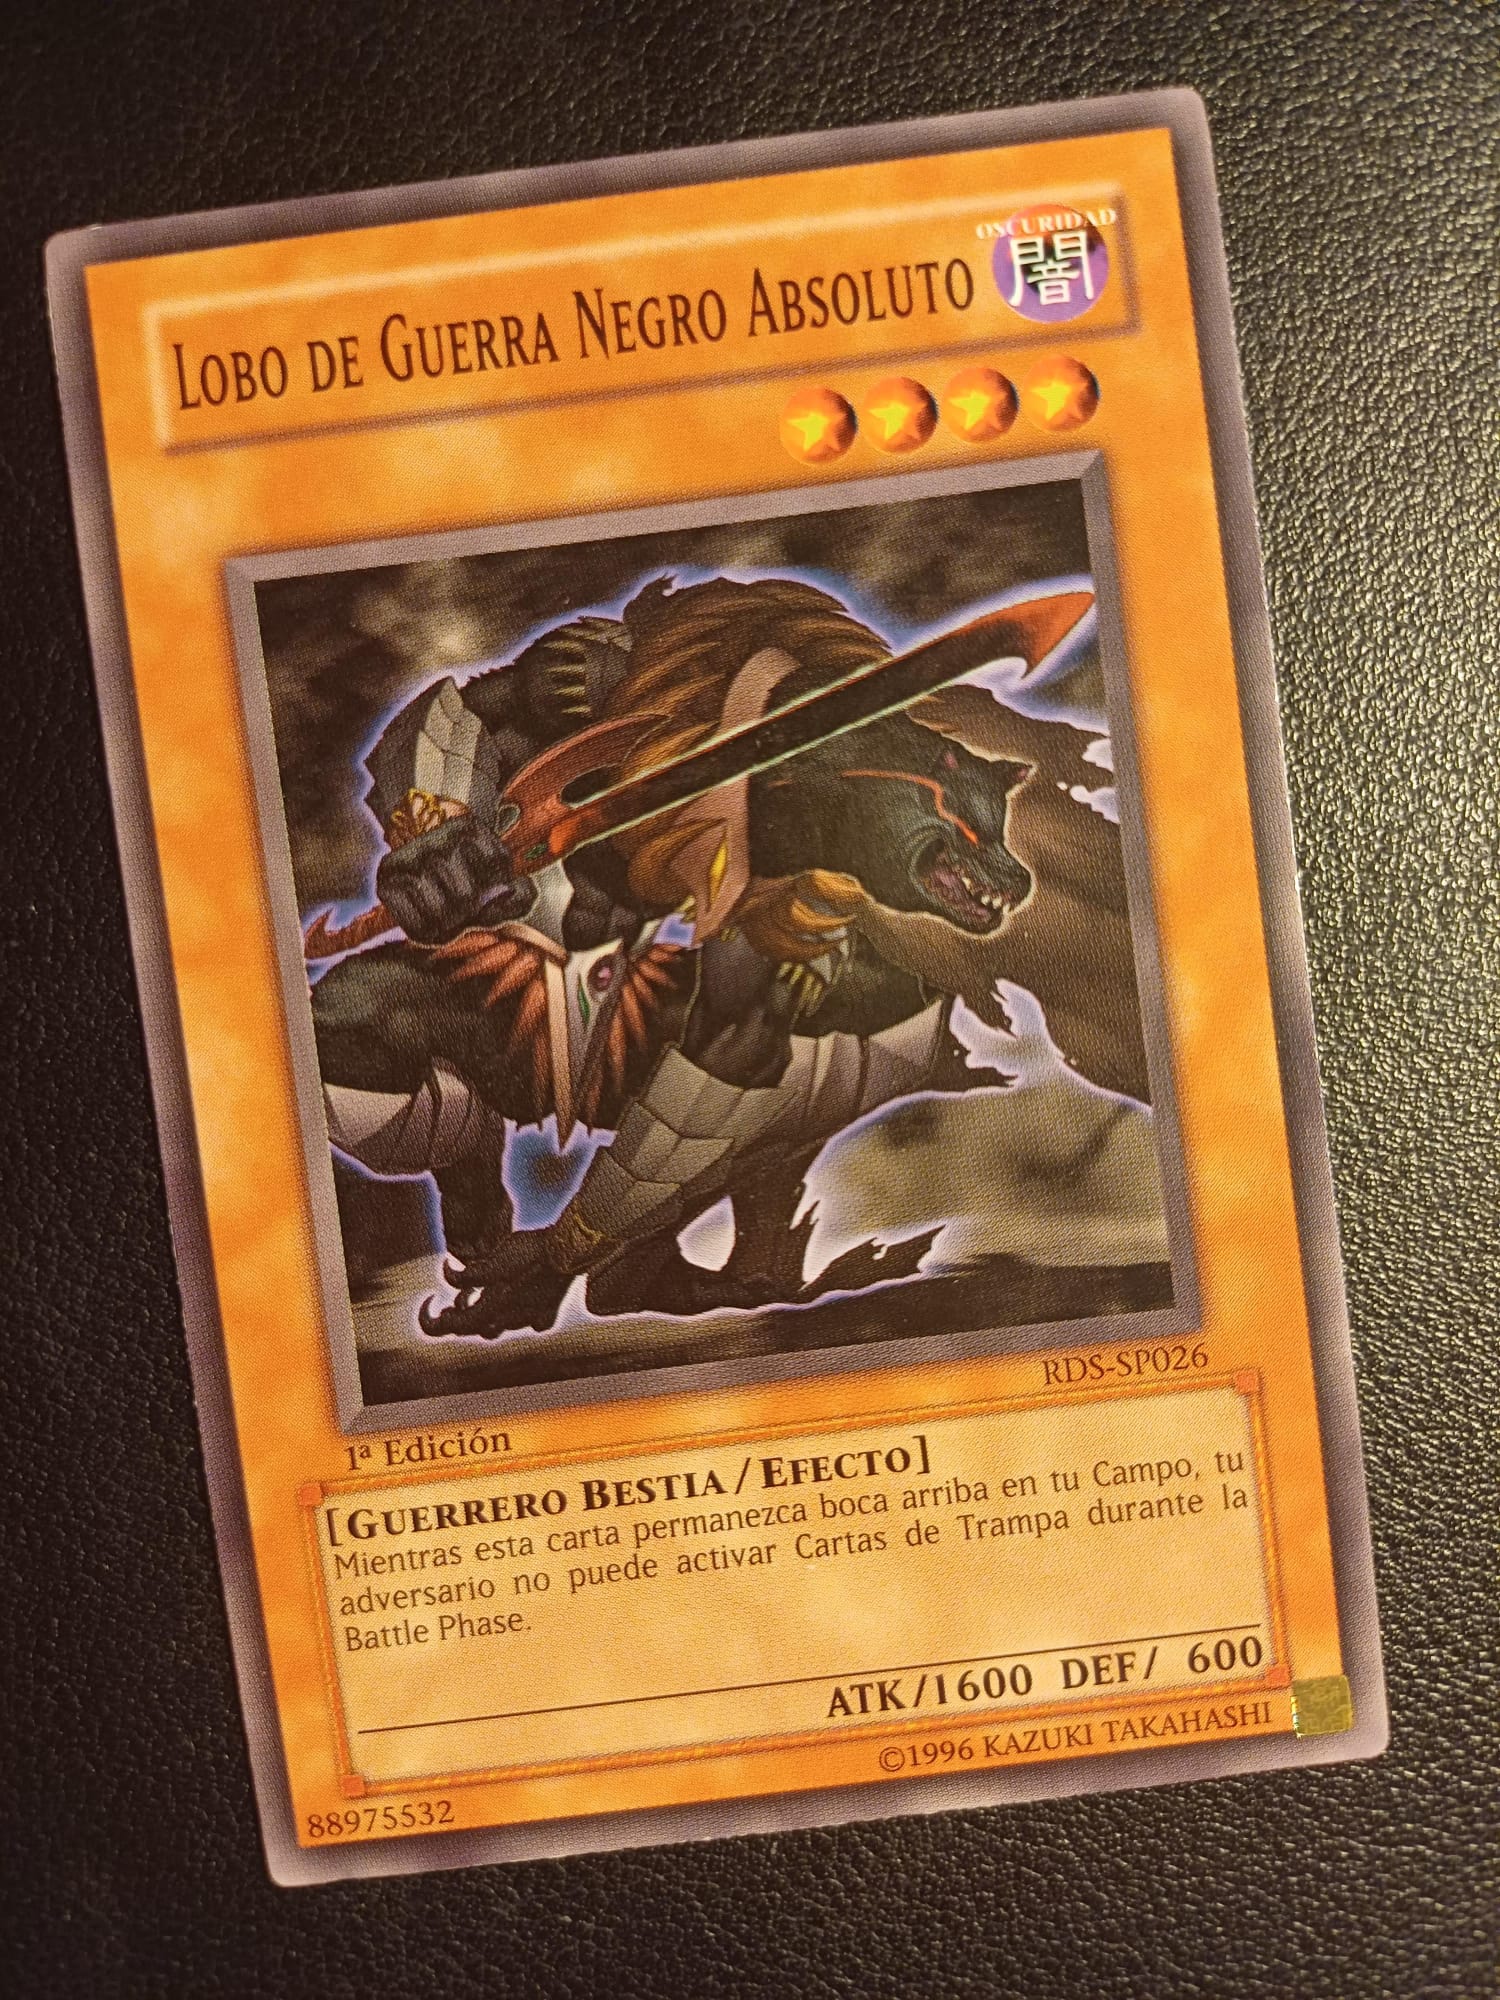 LOBO DE GUERRA NEGRO ABSOLUTO
OSCURIDAD
闇
RDS-SP026
1ª Edición
[GUERRERO BESTIA/EFECTO]
Mientras esta carta permanezca boca arriba en tu Campo, tu
adversario no puede activar Cartas de Trampa durante la
Battle Phase.
ATK/1600 DEF/ 600
©1996 KAZUKI TAKAHASHI
88975532